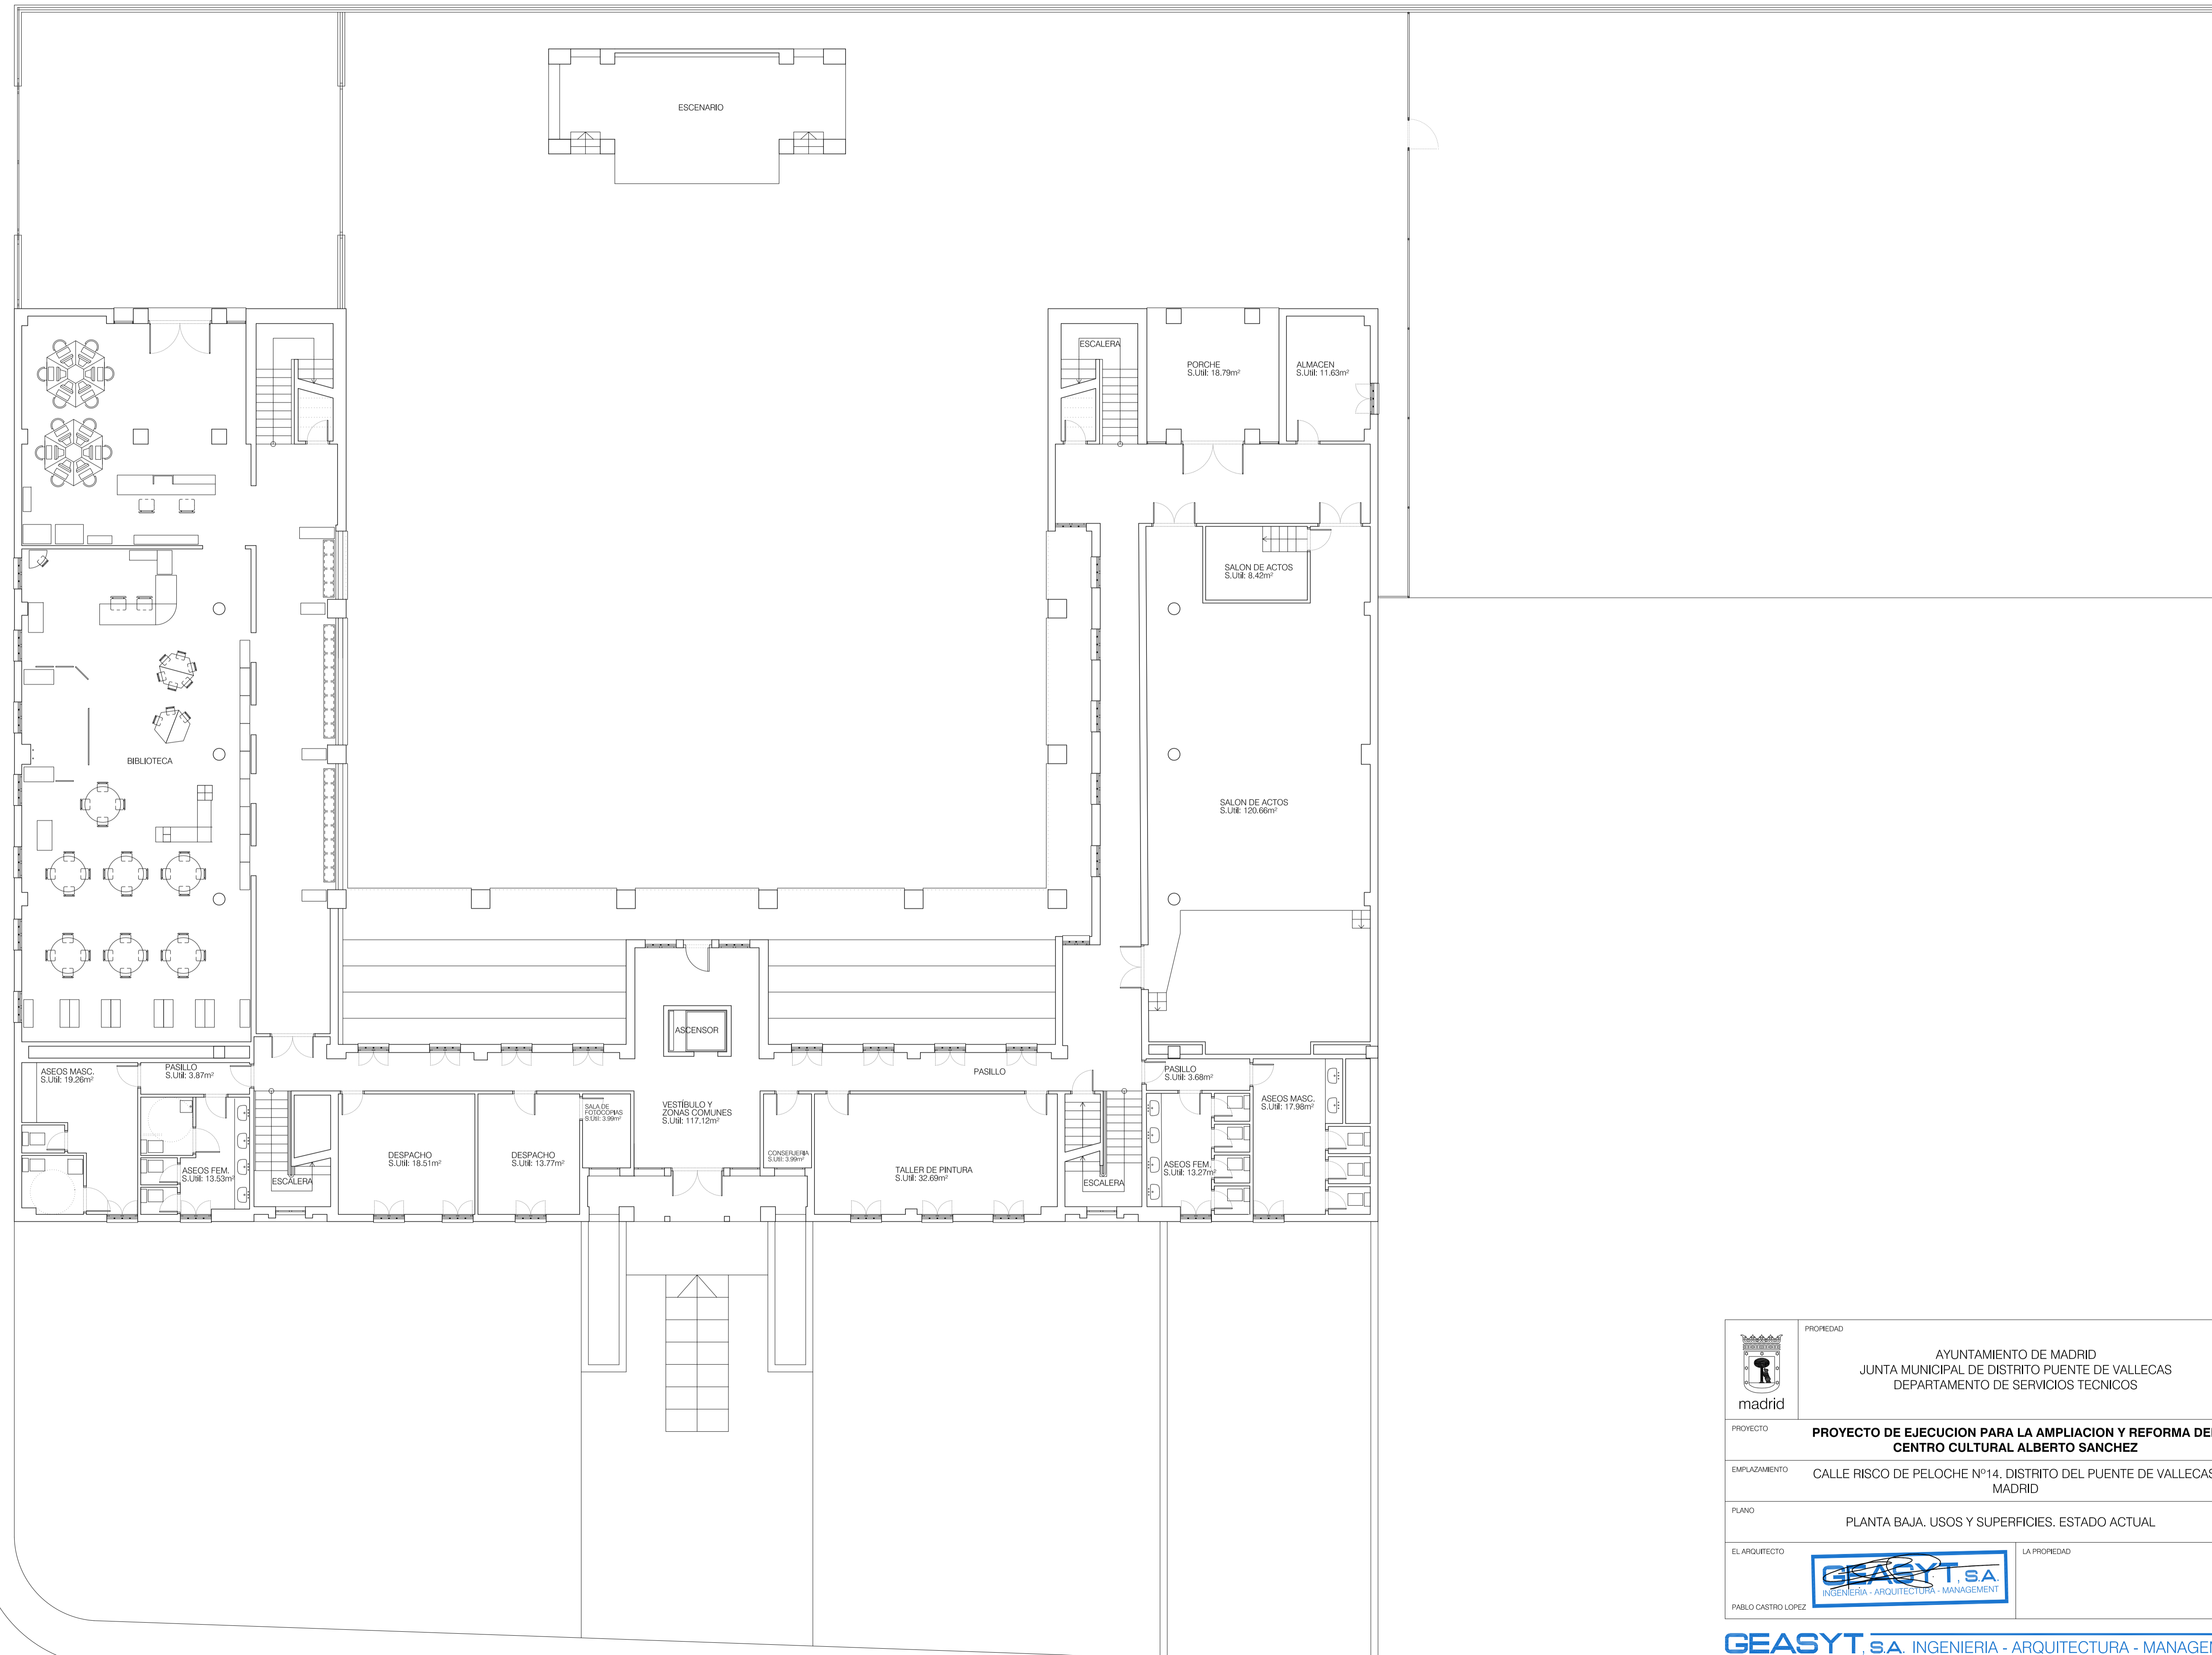 ESCENARIO
ESCALERA
PORCHE
S.Util: 18.79m²
ALMACEN
S.Util: 11.63m²
SALON DE ACTOS
S.Util: 8.42m²
BIBLIOTECA
SALON DE ACTOS
S.Util: 120.66m²
ASCENSOR
ASEOS MASC.
S.Util: 19.26m²
PASILLO
S.Util: 3.87m²
PASILLO
PASILLO
S.Util: 3.68m²
SALA DE
FOTOCOPIAS
S.Util: 3.99m²
VESTÍBULO Y
ZONAS COMUNES
S.Util: 117.12m²
ASEOS MASC.
S.Util: 17.98m²
DESPACHO
S.Util: 18.51m²
DESPACHO
S.Util: 13.77m²
CONSERJERIA
S.Util: 3.99m²
TALLER DE PINTURA
S.Util: 32.69m²
ASEOS FEM.
S.Util: 13.53m²
ESCALERA
ESCALERA
ASEOS FEM.
S.Util: 13.27m²
madrid
PROPIEDAD
AYUNTAMIENTO DE MADRID
JUNTA MUNICIPAL DE DISTRITO PUENTE DE VALLECAS
DEPARTAMENTO DE SERVICIOS TECNICOS
PROYECTO
PROYECTO DE EJECUCION PARA LA AMPLIACION Y REFORMA DE
CENTRO CULTURAL ALBERTO SANCHEZ
EMPLAZAMIENTO
CALLE RISCO DE PELOCHE Nº14. DISTRITO DEL PUENTE DE VALLECAS
MADRID
PLANO
PLANTA BAJA. USOS Y SUPERFICIES. ESTADO ACTUAL
EL ARQUITECTO
GEASYT, S.A.
INGENIERIA - ARQUITECTURA - MANAGEMENT
PABLO CASTRO LOPEZ
LA PROPIEDAD
GEASYT, S.A. INGENIERIA - ARQUITECTURA - MANAGE